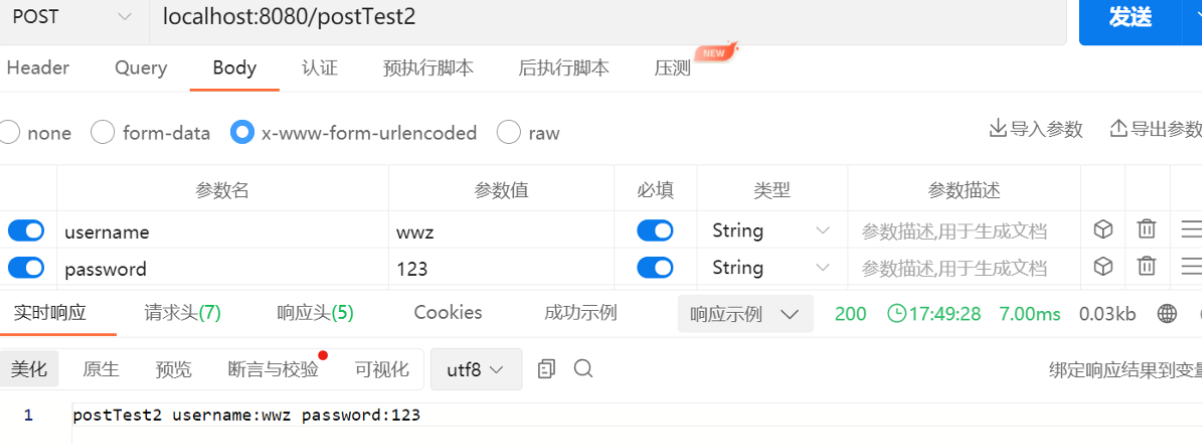 POST localhost:8080/postTest2 发送
Header Query Body 认证 预执行脚本 后执行脚本 压测 NEW
none form-data x-www-form-urlencoded raw 导入参数 导出参数
参数名 参数值 必填 类型 参数描述
username wwz String 参数描述,用于生成文档
password 123 String 参数描述,用于生成文档
实时响应 请求头(7) 响应头(5) Cookies 成功示例 响应示例 200 17:49:28 7.00ms 0.03kb
美化 原生 预览 断言与校验 可视化 utf8 绑定响应结果到变量
1 postTest2 username:wwz password:123